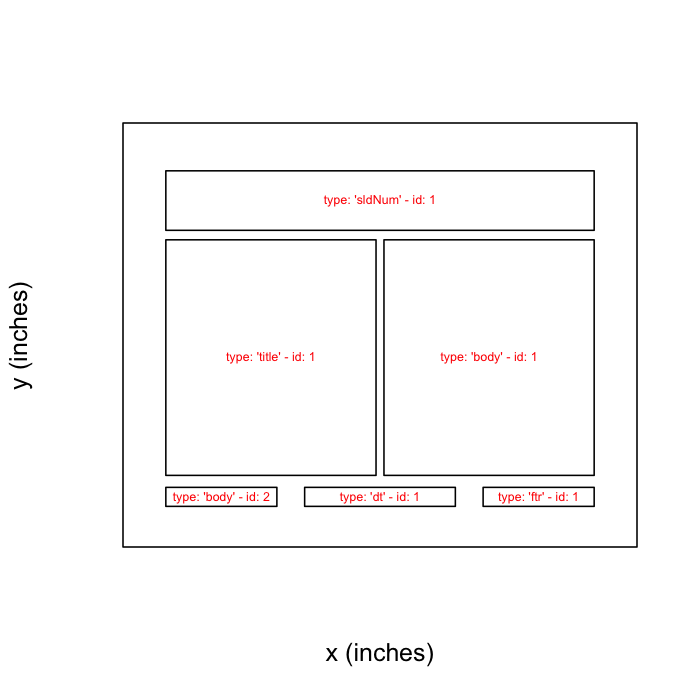 type: 'sldNum' - id: 1
type: 'title' - id: 1
type: 'body' - id: 1
type: 'body' - id: 2
type: 'dt' - id: 1
type: 'ftr' - id: 1
y (inches)
x (inches)